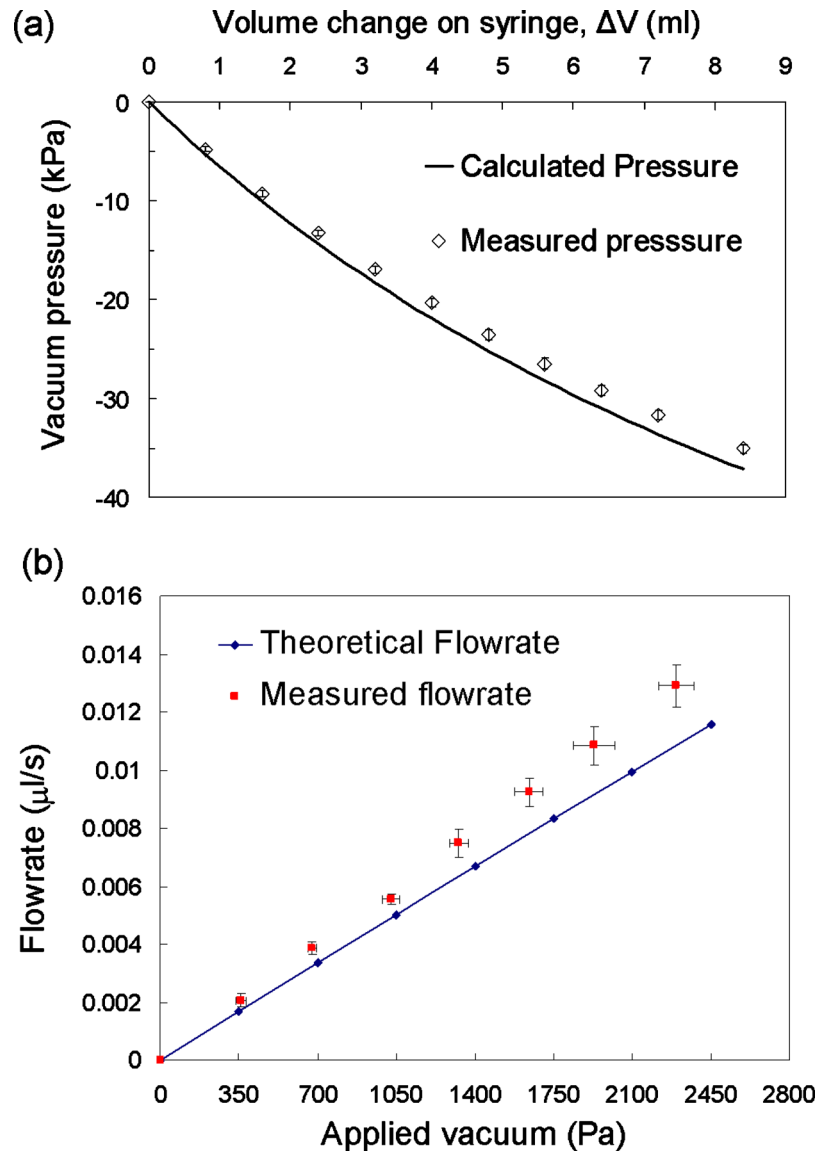 (a)
Volume change on syringe, ΔV (ml)
0 1 2 3 4 5 6 7 8 9
0
-10
-20
-30
-40
Vacuum pressure (kPa)
Calculated Pressure
Measured presssure
(b)
0.016
0.014
0.012
0.01
0.008
0.006
0.004
0.002
0
Flowrate (μl/s)
Theoretical Flowrate
Measured flowrate
0 350 700 1050 1400 1750 2100 2450 2800
Applied vacuum (Pa)